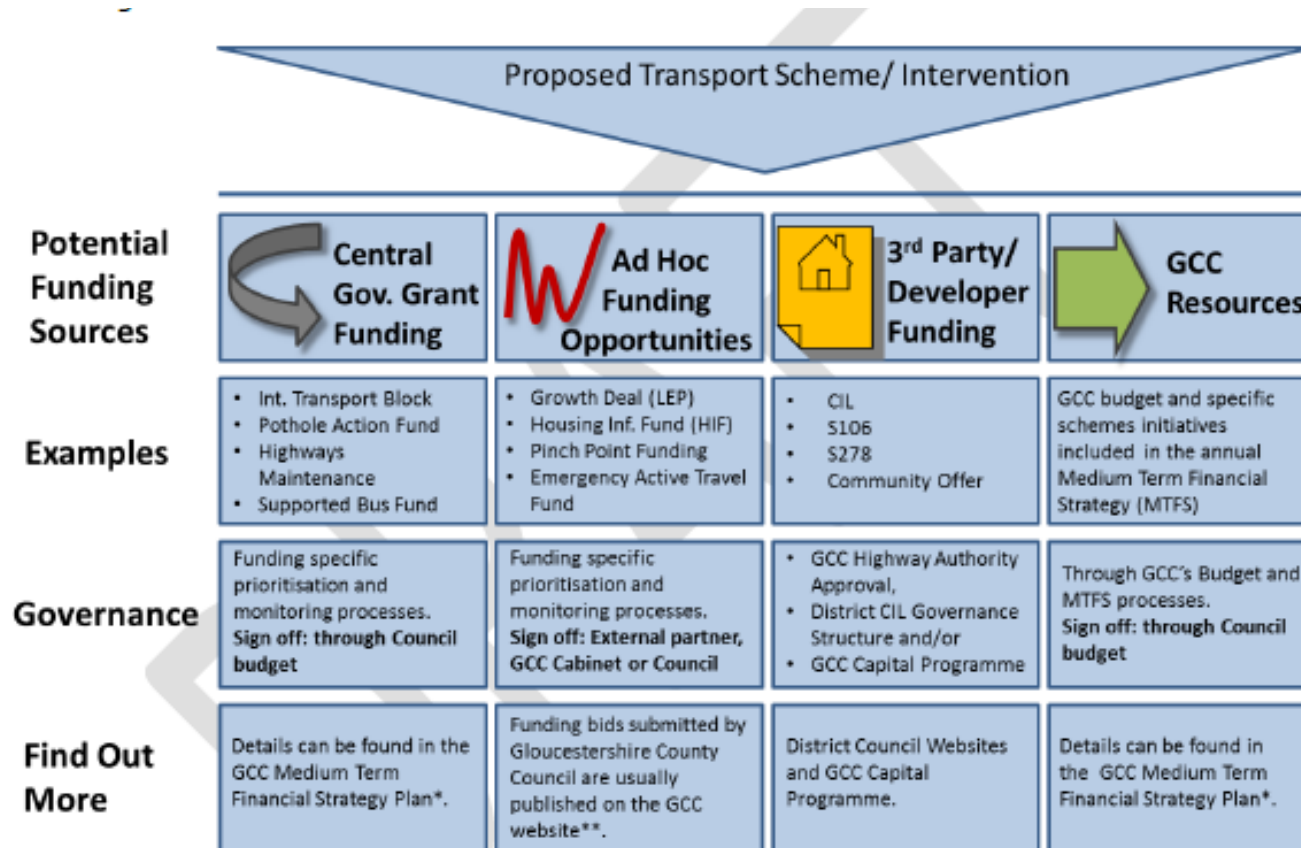 Proposed Transport Scheme/ Intervention
Potential
Funding
Sources
Central
Gov. Grant
Funding
Ad Hoc
Funding
Opportunities
3rd Party/
Developer
Funding
GCC
Resources
Examples
• Int. Transport Block
• Pothole Action Fund
• Highways
Maintenance
• Supported Bus Fund
• Growth Deal (LEP)
• Housing Inf. Fund (HIF)
• Pinch Point Funding
• Emergency Active Travel
Fund
• CIL
• S106
• S278
• Community Offer
GCC budget and specific
schemes initiatives
included in the annual
Medium Term Financial
Strategy (MTFS)
Governance
Funding specific
prioritisation and
monitoring processes.
Sign off: through Council
budget
Funding specific
prioritisation and
monitoring processes.
Sign off: External partner,
GCC Cabinet or Council
• GCC Highway Authority
Approval,
• District CIL Governance
Structure and/or
• GCC Capital Programme
Through GCC's Budget and
MTFS processes.
Sign off: through Council
budget
Find Out
More
Details can be found in the
GCC Medium Term
Financial Strategy Plan*.
Funding bids submitted by
Gloucestershire County
Council are usually
published on the GCC
website**.
District Council Websites
and GCC Capital
Programme.
Details can be found in
the GCC Medium Term
Financial Strategy Plan*.